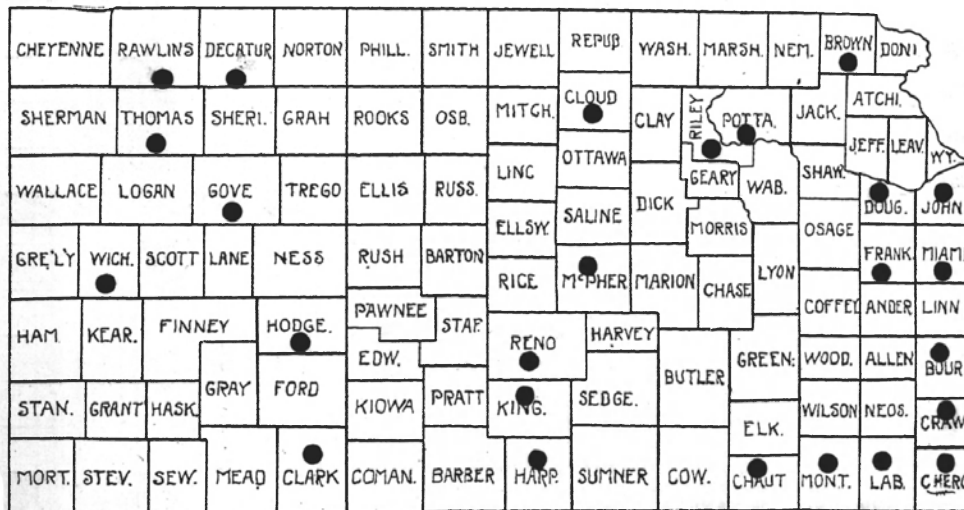 CHEYENNE RAWLINS DECATUR NORTON PHILL. SMITH JEWELL REPUB WASH. MARSH. NEM. BROWN DONI.
SHERMAN THOMAS SHERI. GRAH ROOKS OSB. MITCH. CLOUD CLAY RILEY POTTA. JACK. ATCHI.
OTTAWA JEFF. LEAV. WY.
WALLACE LOGAN GOVE TREGO ELLIS RUSS. LINC SALINE DICK GEARY WAB. SHAW. DOUG. JOHN.
GRE'LY WICH. SCOTT LANE NESS RUSH BARTON ELLSW. MORRIS OSAGE FRANK. MIAMI
RICE McPHER MARION CHASE LYON COFFEY ANDER LINN
HAM KEAR. FINNEY HODGE. PAWNEE STAF. RENO HARVEY
EDW. BUTLER GREEN. WOOD. ALLEN BOUR.
STAN. GRANT HASK. GRAY FORD KIOWA PRATT KING. SEDGE. WILSON NEOS. CRAW
ELK.
MORT. STEV. SEW. MEAD CLARK COMAN. BARBER HARP. SUMNER COW. CHAUT MONT. LAB. CHERO